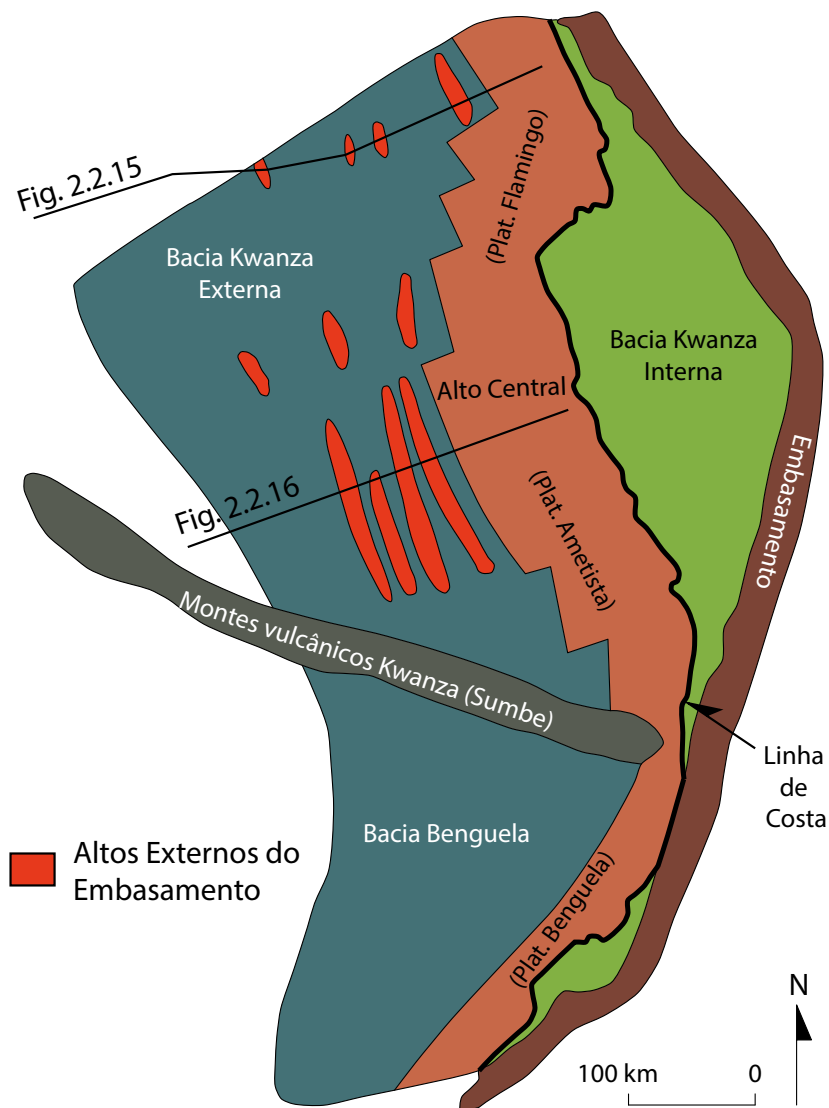 Fig. 2.2.15
(Plat. Flamingo)
Bacia Kwanza
Externa
Bacia Kwanza
Interna
Alto Central
Embasamento
Fig. 2.2.16
(Plat. Ametista)
Montes vulcânicos Kwanza (Sumbe)
Linha
de
Costa
Bacia Benguela
Altos Externos do
Embasamento
(Plat. Benguela)
N
100 km 0